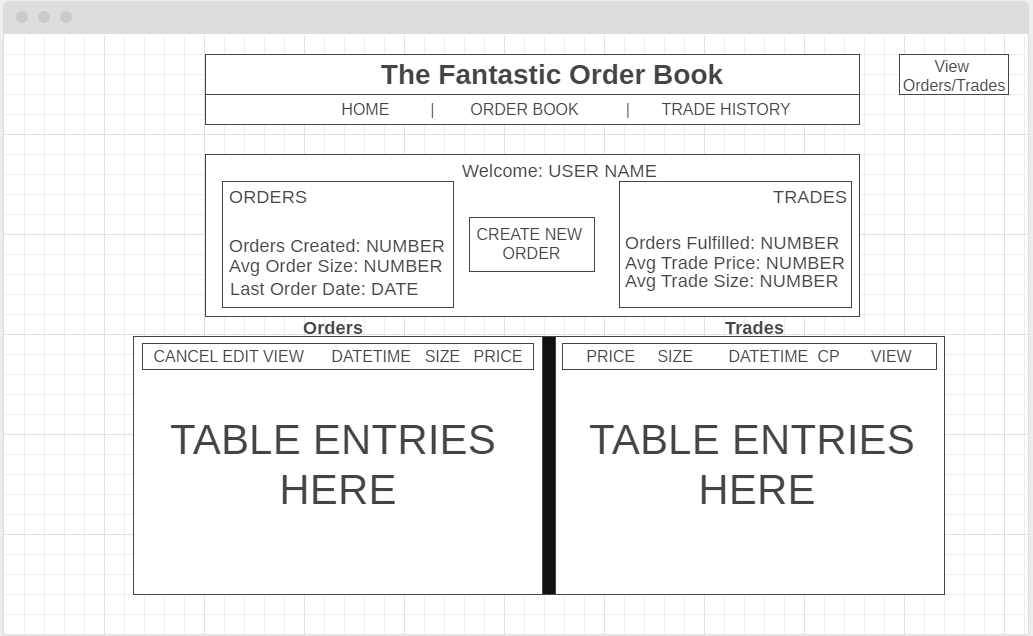 The Fantastic Order Book
View
Orders/Trades
HOME | ORDER BOOK | TRADE HISTORY
Welcome: USER NAME
ORDERS
Orders Created: NUMBER
Avg Order Size: NUMBER
Last Order Date: DATE
CREATE NEW
ORDER
TRADES
Orders Fulfilled: NUMBER
Avg Trade Price: NUMBER
Avg Trade Size: NUMBER
Orders
CANCEL EDIT VIEW DATETIME SIZE PRICE
TABLE ENTRIES
HERE
Trades
PRICE SIZE DATETIME CP VIEW
TABLE ENTRIES
HERE